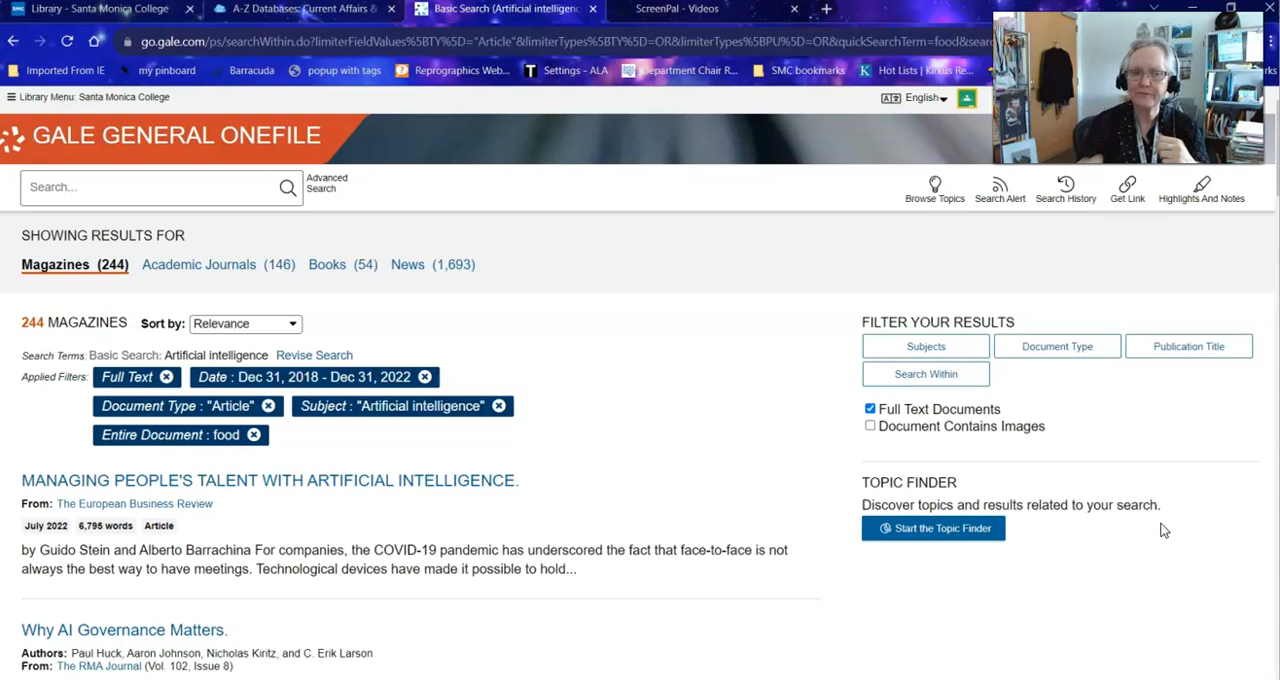 Library - Santa Monica College
A-Z Databases: Current Affairs &
Basic Search (Artificial intelligenc
ScreenPal - Videos
go.gale.com/ps/searchWithin.do?limiterFieldValues%5BTY%5D="Article"&limiterTypes%5BTY%5D=OR&limiterTypes%5BPU%5D=OR&quickSearchTerm=food&searc
Imported From IE
my pinboard
Barracuda
popup with tags
Reprographics Web...
Settings - ALA
Department Chair R...
SMC bookmarks
Hot Lists | Kirkus Re...
Library Menu: Santa Monica College
English
GALE GENERAL ONEFILE
Search...
Advanced
Search
Browse Topics
Search Alert
Search History
Get Link
Highlights And Notes
SHOWING RESULTS FOR
Magazines (244) Academic Journals (146) Books (54) News (1,693)
244 MAGAZINES Sort by: Relevance
Search Terms: Basic Search: Artificial intelligence Revise Search
Applied Filters: Full Text Date : Dec 31, 2018 - Dec 31, 2022
Document Type : "Article" Subject : "Artificial intelligence"
Entire Document : food
MANAGING PEOPLE'S TALENT WITH ARTIFICIAL INTELLIGENCE.
From: The European Business Review
July 2022 6,795 words Article
by Guido Stein and Alberto Barrachina For companies, the COVID-19 pandemic has underscored the fact that face-to-face is not
always the best way to have meetings. Technological devices have made it possible to hold...
Why AI Governance Matters.
Authors: Paul Huck, Aaron Johnson, Nicholas Kiritz, and C. Erik Larson
From: The RMA Journal (Vol. 102, Issue 8)
FILTER YOUR RESULTS
Subjects
Document Type
Publication Title
Search Within
Full Text Documents
Document Contains Images
TOPIC FINDER
Discover topics and results related to your search.
Start the Topic Finder